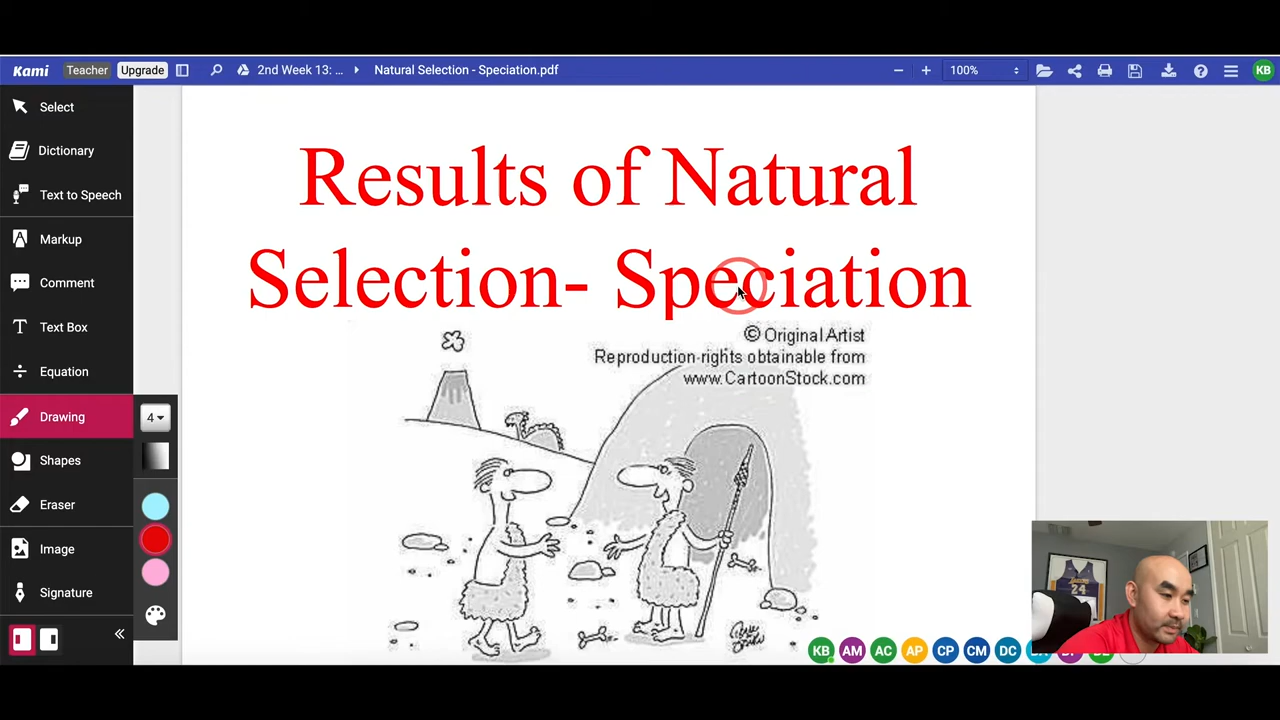 Kami Teacher Upgrade 2nd Week 13: ... Natural Selection - Speciation.pdf 100% KB
Select
Dictionary
Text to Speech
Markup
Comment
Text Box
Equation
Drawing
4
Shapes
Eraser
Image
Signature
Results of Natural
Selection- Speciation
© Original Artist
Reproduction rights obtainable from
www.CartoonStock.com
24
KB AM AC AP CP CM DC